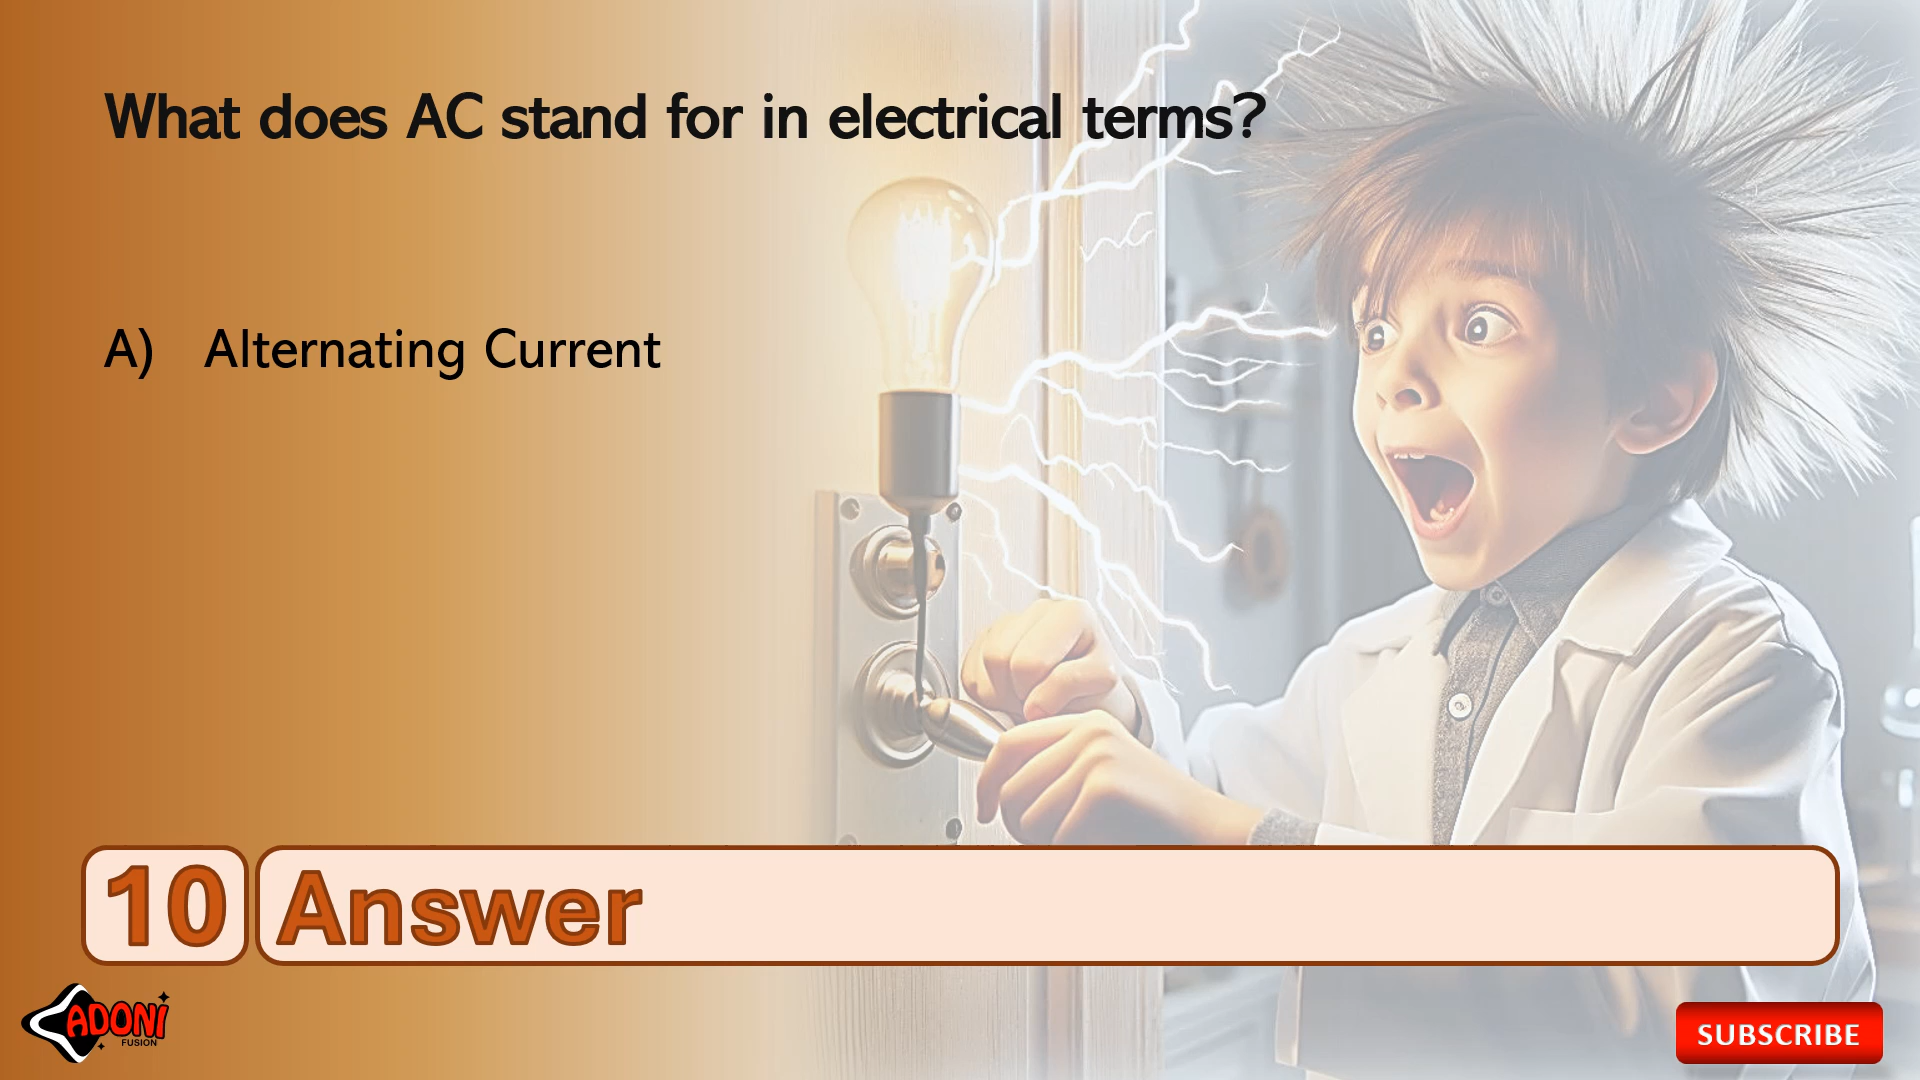 What does AC stand for in electrical terms?
A) Alternating Current
10 Answer
ADONI
FUSION
SUBSCRIBE